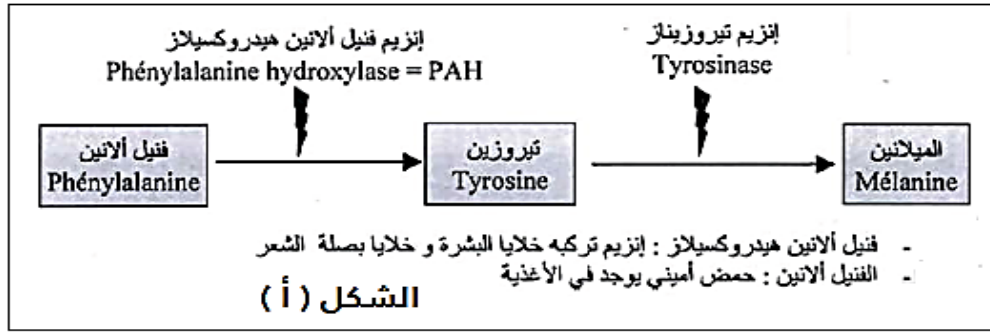 إنزيم فنيل ألانين هيدروكسيلاز
Phénylalanine hydroxylase = PAH
إنزيم تيروزيناز
Tyrosinase
فنيل ألانين
Phénylalanine
تيروزين
Tyrosine
الميلانين
Mélanine
- فنيل ألانين هيدروكسيلاز : إنزيم تركبه خلايا البشرة و خلايا بصلة الشعر
- الفنيل ألانين : حمض أميني يوجد في الأغذية
الشكل ( أ )